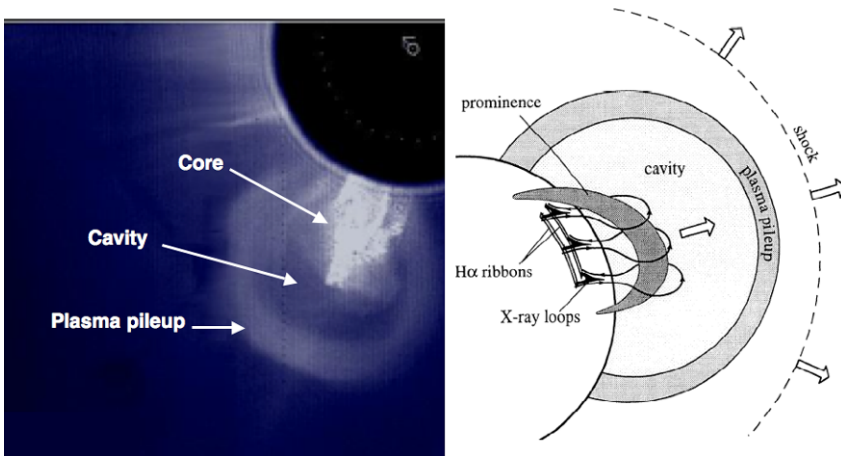 Core
Cavity
Plasma pileup
prominence
cavity
shock
plasma pileup
Hα ribbons
X-ray loops